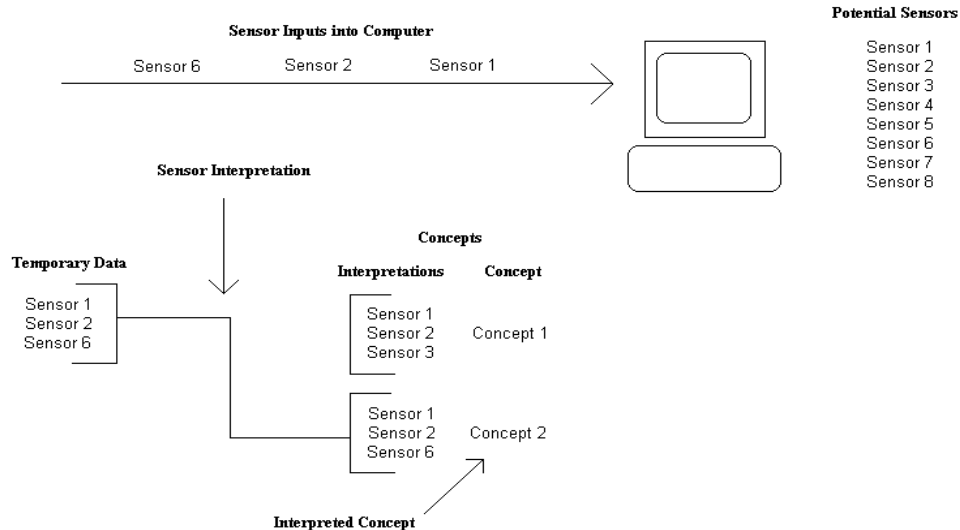 Potential Sensors
Sensor 1
Sensor 2
Sensor 3
Sensor 4
Sensor 5
Sensor 6
Sensor 7
Sensor 8
Sensor Inputs into Computer
Sensor 6 Sensor 2 Sensor 1
Sensor Interpretation
Temporary Data
Sensor 1
Sensor 2
Sensor 6
Concepts
Interpretations Concept
Sensor 1
Sensor 2 Concept 1
Sensor 3
Sensor 1
Sensor 2 Concept 2
Sensor 6
Interpreted Concept